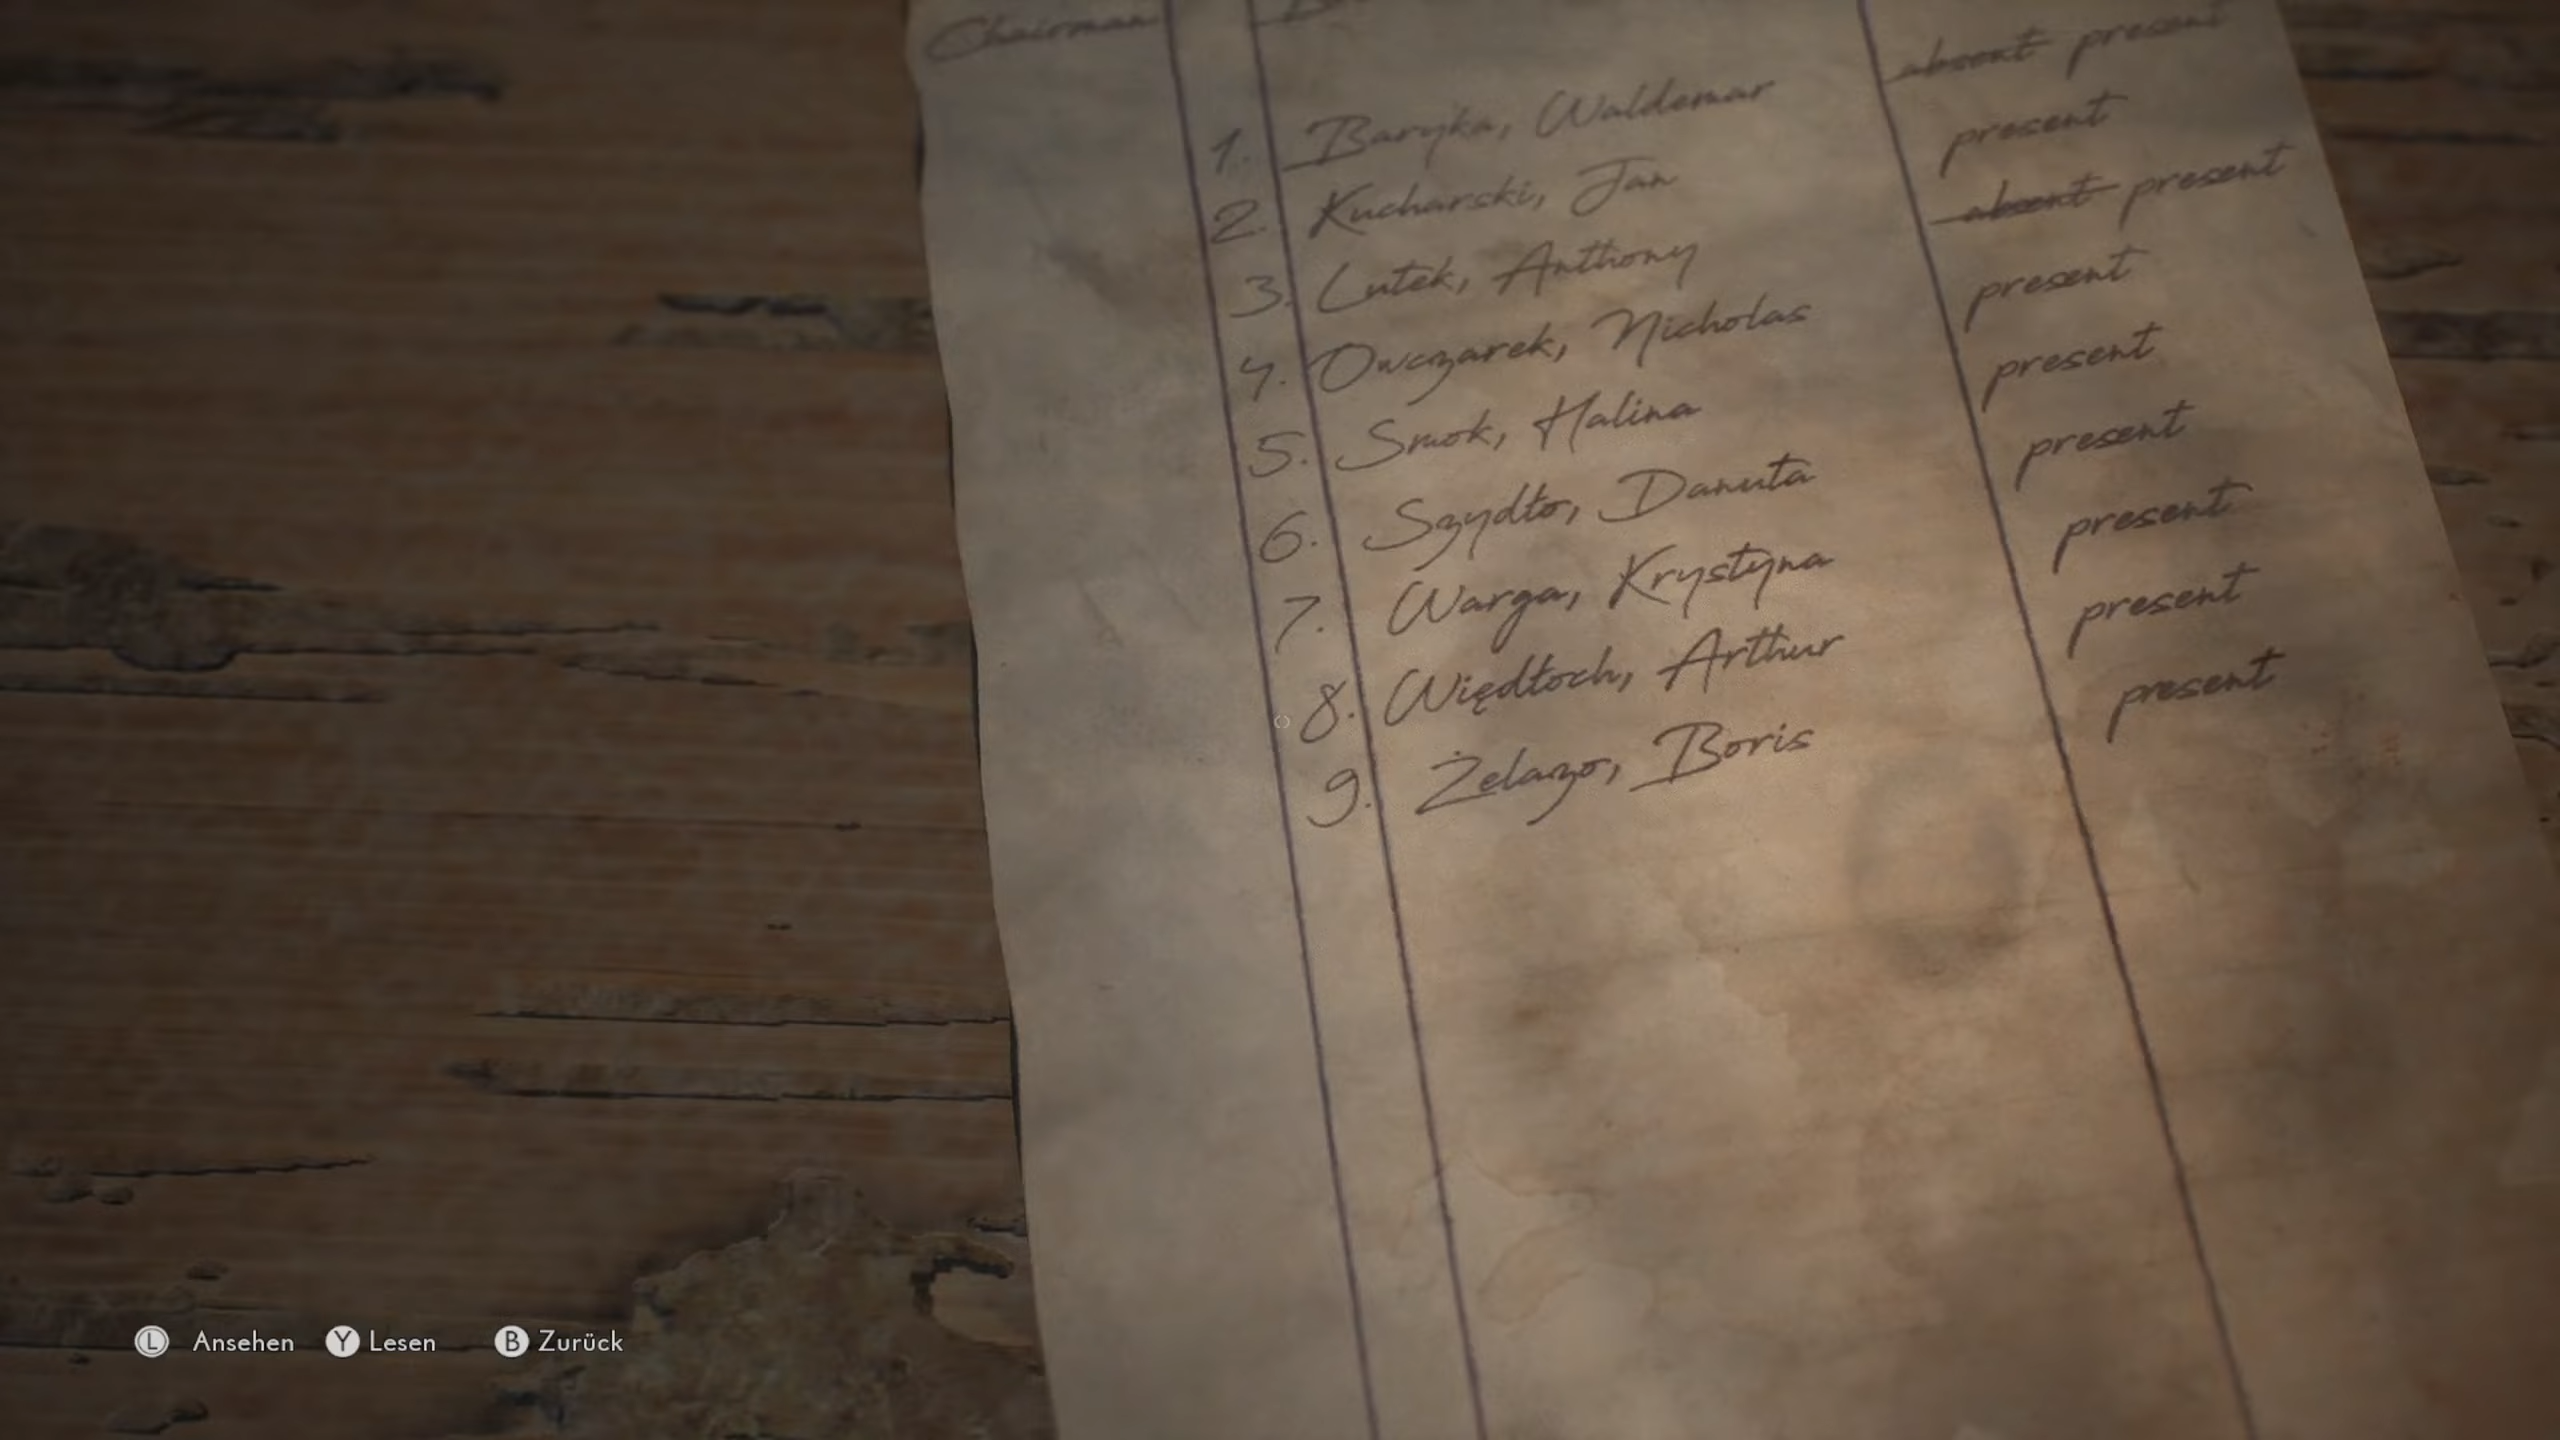 Chairman
1. Baryka, Waldemar absent present
2. Kucharski, Jan present
3. Lutek, Anthony absent present
4. Owczarek, Nicholas present
5. Smok, Halina present
6. Szydło, Danuta present
7. Warga, Krystyna present
8. Więdłoch, Arthur present
9. Żelazo, Boris present
L Ansehen Y Lesen B Zurück